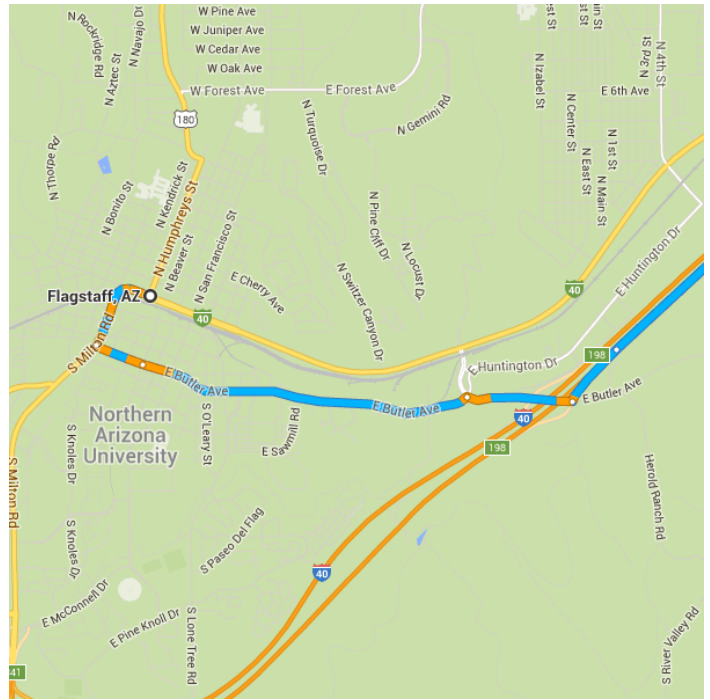 W Pine Ave
W Juniper Ave
W Cedar Ave
W Oak Ave
W Forest Ave
E Forest Ave
N Rockridge Rd
N Aztec St
N Navajo D
180
N Turquoise Dr
N Gemini Rd
N Izabel St
N 3rd St
N 4th St
E 6th Ave
N Center St
N East St
N 1st St
N Main St
N Thorpe Rd
N Bonito St
N Kendrick St
N Humphreys St
N Beaver St
N San Francisco St
N Pine Cliff Dr
N Locust D
N Switzer Canyon Dr
E Cherry Ave
E Huntington Dr
40
Flagstaff, AZ
40
S Milton Rd
E Huntington Dr
198
E Butler Ave
E Butler Ave
E Butler Ave
40
198
Northern
Arizona
University
S O'Leary St
E Sawmill Rd
S Knoles Dr
S Milton Rd
S Knoles Dr
S Paseo Del Flag
Herold Ranch Rd
40
E McConnell Dr
E Pine Knoll Dr
S Lone Tree Rd
S River Valley Rd
41